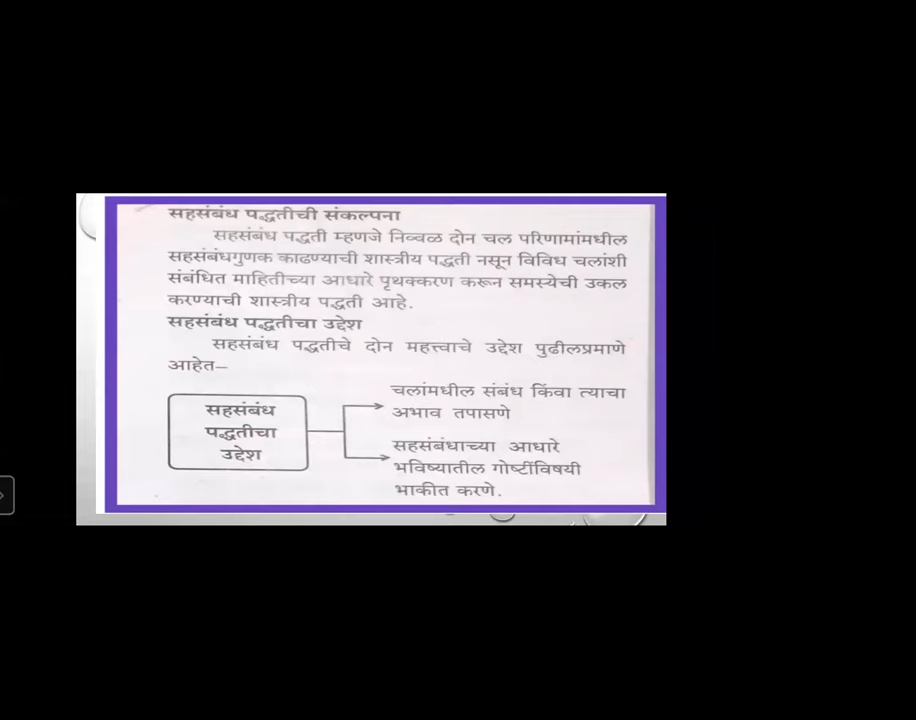 सहसंबंध पद्धतीची संकल्पना
सहसंबंध पद्धती म्हणजे निव्वळ दोन चल परिणामांमधील
सहसंबंधगुणक काढण्याची शास्त्रीय पद्धती नसून विविध चलांशी
संबंधित माहितीच्या आधारे पृथक्करण करून समस्येची उकल
करण्याची शास्त्रीय पद्धती आहे.
सहसंबंध पद्धतीचा उद्देश
सहसंबंध पद्धतीचे दोन महत्त्वाचे उद्देश पुढीलप्रमाणे
आहेत–
सहसंबंध
पद्धतीचा
उद्देश
चलांमधील संबंध किंवा त्याचा
अभाव तपासणे
सहसंबंधाच्या आधारे
भविष्यातील गोष्टींविषयी
भाकीत करणे.